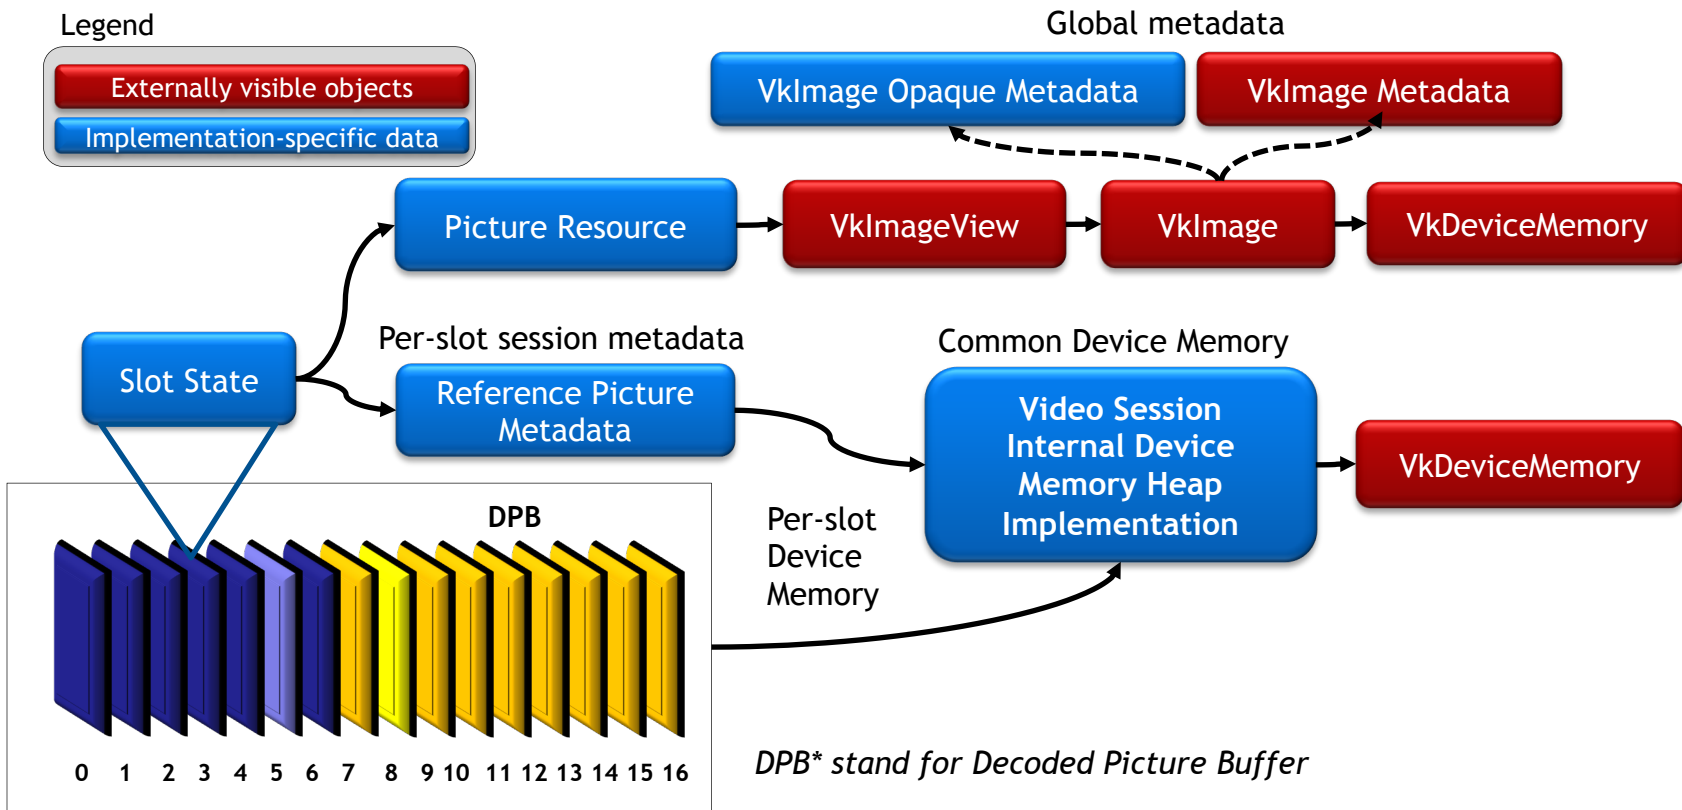 Legend
Externally visible objects
Implementation-specific data
Global metadata
VkImage Opaque Metadata
VkImage Metadata
Picture Resource
VkImageView
VkImage
VkDeviceMemory
Slot State
Per-slot session metadata
Reference Picture
Metadata
Common Device Memory
Video Session
Internal Device
Memory Heap
Implementation
VkDeviceMemory
Per-slot
Device
Memory
DPB
0 1 2 3 4 5 6 7 8 9 10 11 12 13 14 15 16
DPB* stand for Decoded Picture Buffer